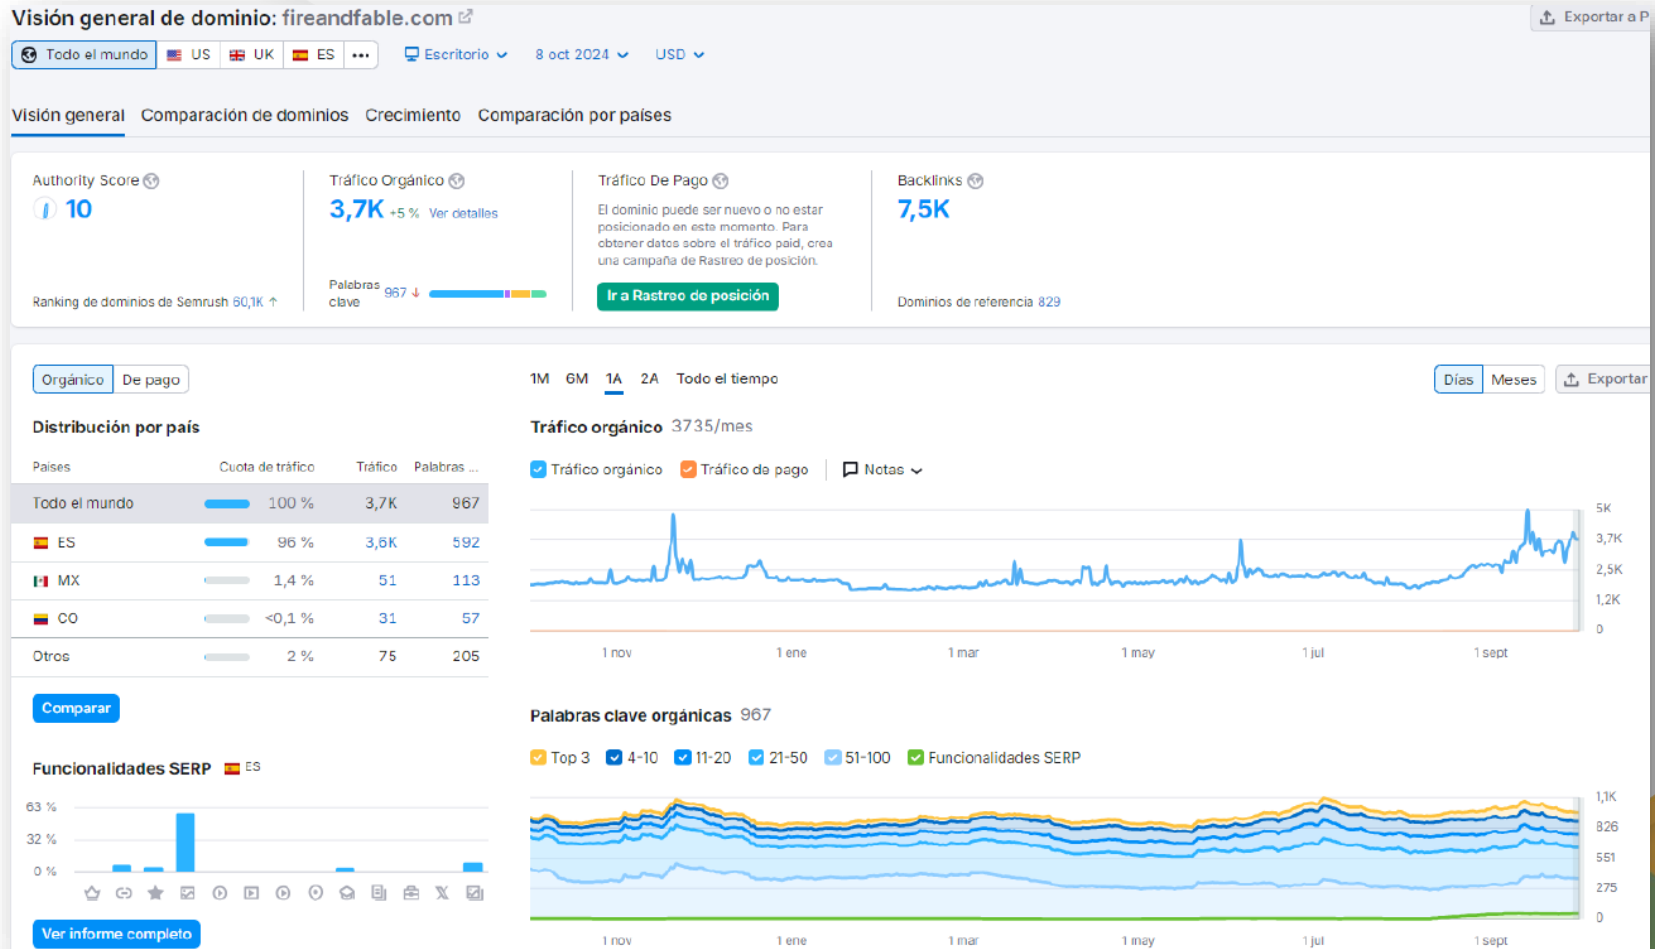 Visión general de dominio: fireandfable.com
Exportar a P
Todo el mundo US UK ES ••• Escritorio 8 oct 2024 USD
Visión general Comparación de dominios Crecimiento Comparación por países
Authority Score
10
Ranking de dominios de Semrush 60,1K ↑
Tráfico Orgánico
3,7K +5 % Ver detalles
Palabras clave 967 ↓
Tráfico De Pago
El dominio puede ser nuevo o no estar
posicionado en este momento. Para
obtener datos sobre el tráfico paid, crea
una campaña de Rastreo de posición.
Ir a Rastreo de posición
Backlinks
7,5K
Dominios de referencia 829
Orgánico De pago
Distribución por país
Países Cuota de tráfico Tráfico Palabras ...
Todo el mundo 100 % 3,7K 967
ES 96 % 3,6K 592
MX 1,4 % 51 113
CO <0,1 % 31 57
Otros 2 % 75 205
Comparar
Funcionalidades SERP ES
63 %
32 %
0 %
Ver informe completo
1M 6M 1A 2A Todo el tiempo
Días Meses Exportar
Tráfico orgánico 3735/mes
Tráfico orgánico Tráfico de pago Notas
5K
3,7K
2,5K
1,2K
0
1 nov 1 ene 1 mar 1 may 1 jul 1 sept
Palabras clave orgánicas 967
Top 3 4-10 11-20 21-50 51-100 Funcionalidades SERP
1,1K
826
551
275
0
1 nov 1 ene 1 mar 1 may 1 jul 1 sept